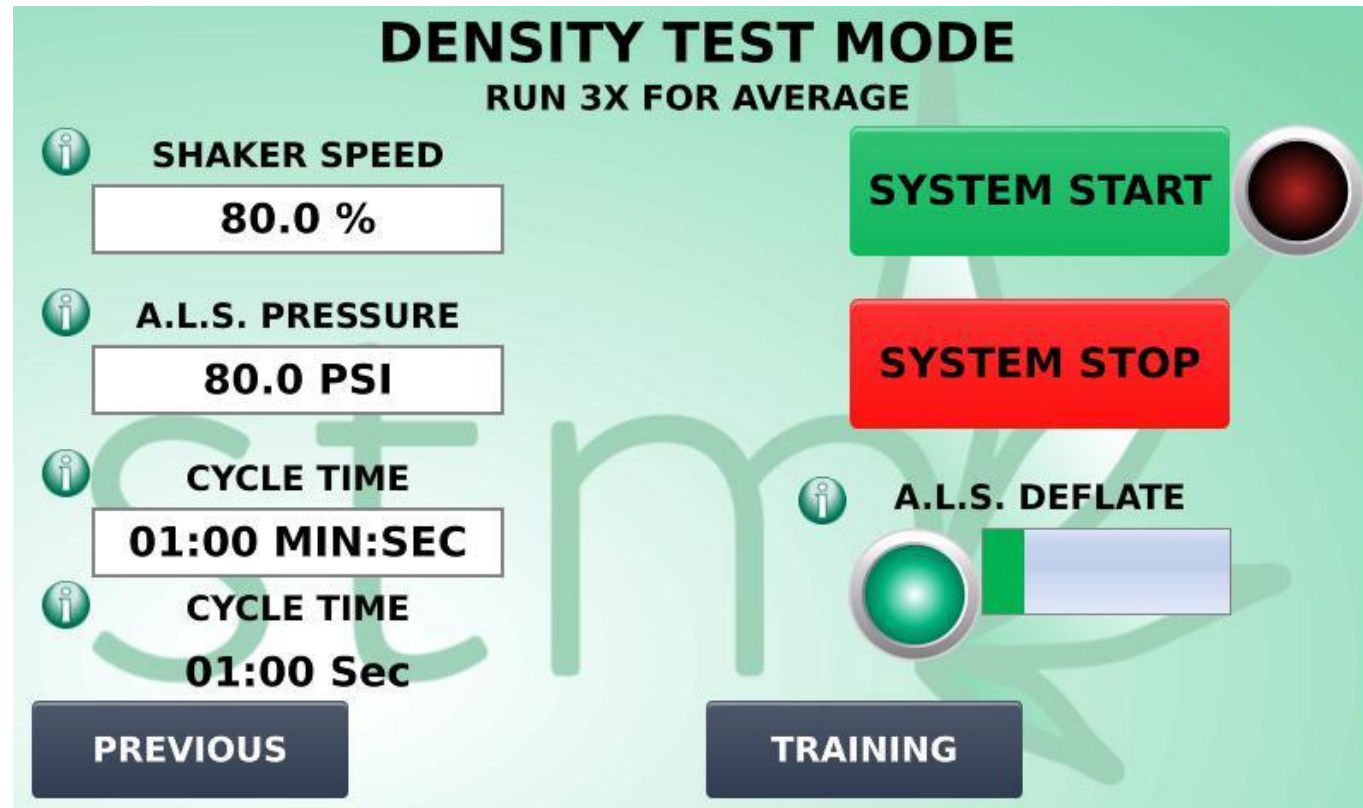 DENSITY TEST MODE
RUN 3X FOR AVERAGE
SHAKER SPEED
80.0 %
A.L.S. PRESSURE
80.0 PSI
CYCLE TIME
01:00 MIN:SEC
CYCLE TIME
01:00 Sec
SYSTEM START
SYSTEM STOP
A.L.S. DEFLATE
PREVIOUS
TRAINING
stm